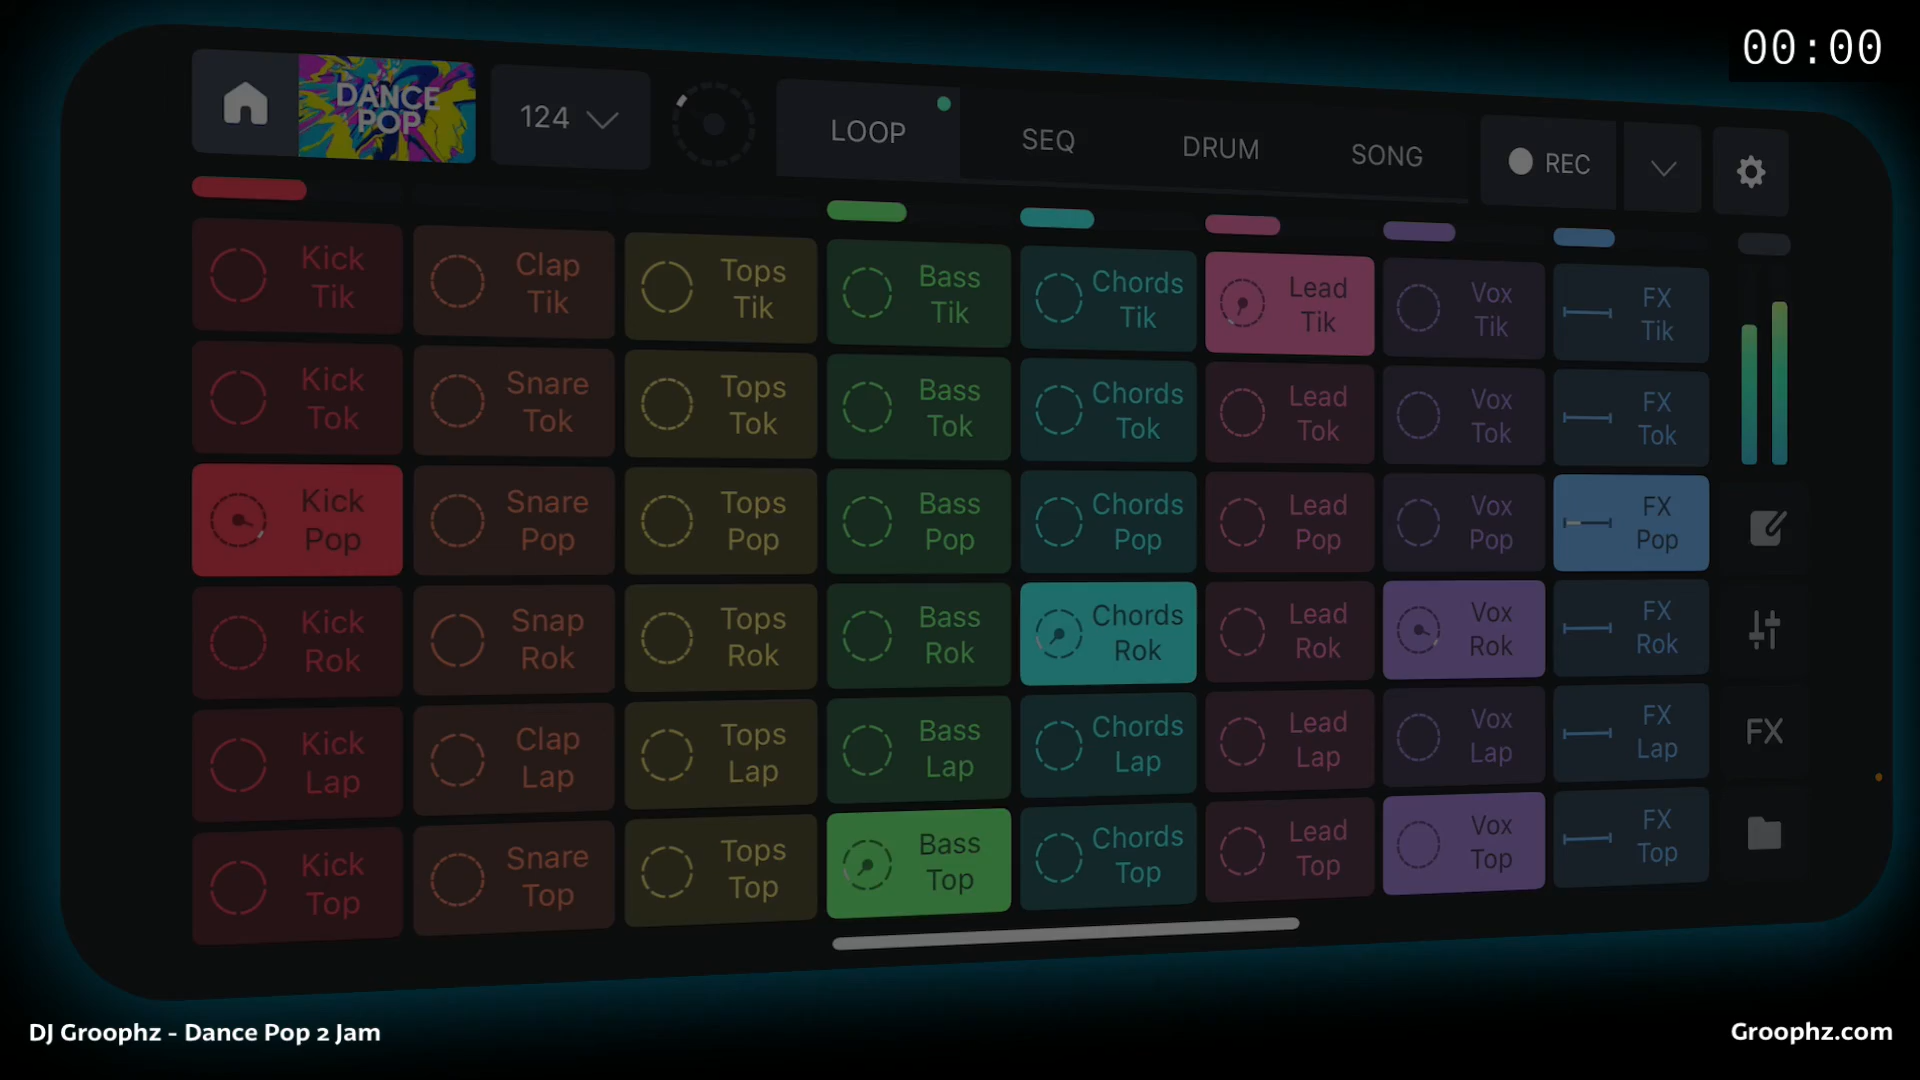 00:00
DANCE
POP
124
LOOP
SEQ
DRUM
SONG
REC
Kick
Tik
Clap
Tik
Tops
Tik
Bass
Tik
Chords
Tik
Lead
Tik
Vox
Tik
FX
Tik
Kick
Tok
Snare
Tok
Tops
Tok
Bass
Tok
Chords
Tok
Lead
Tok
Vox
Tok
FX
Tok
Kick
Pop
Snare
Pop
Tops
Pop
Bass
Pop
Chords
Pop
Lead
Pop
Vox
Pop
FX
Pop
Kick
Rok
Snap
Rok
Tops
Rok
Bass
Rok
Chords
Rok
Lead
Rok
Vox
Rok
FX
Rok
Kick
Lap
Clap
Lap
Tops
Lap
Bass
Lap
Chords
Lap
Lead
Lap
Vox
Lap
FX
Lap
FX
Kick
Top
Snare
Top
Tops
Top
Bass
Top
Chords
Top
Lead
Top
Vox
Top
FX
Top
DJ Groophz - Dance Pop 2 Jam
Groophz.com